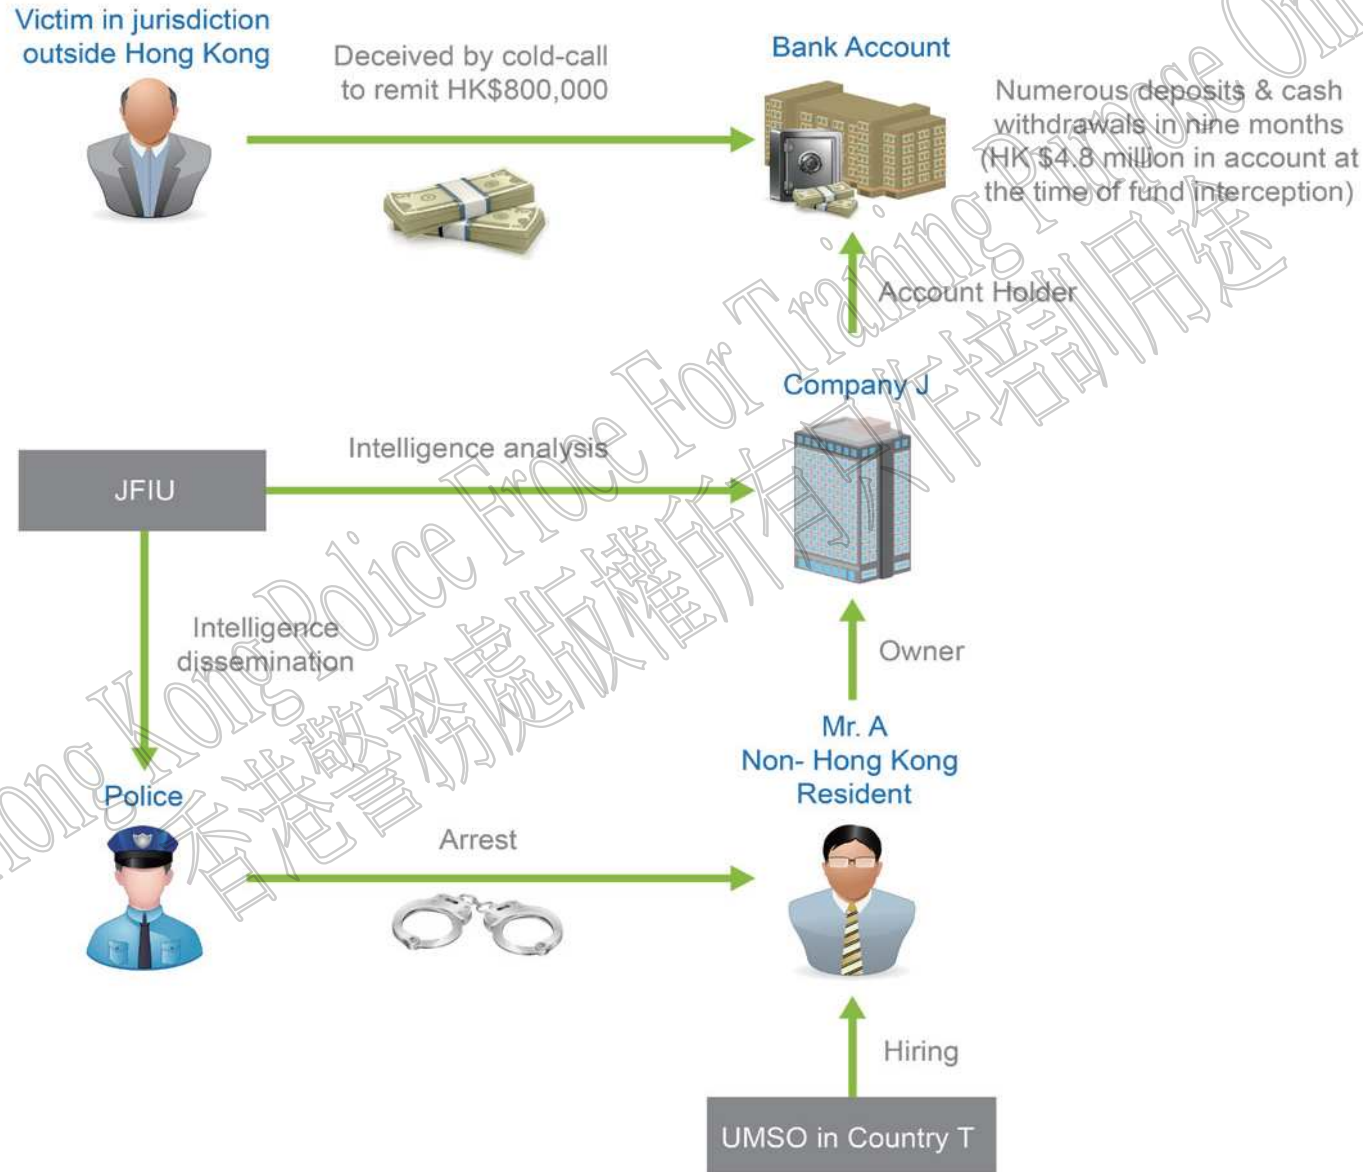 Victim in jurisdiction
outside Hong Kong
Deceived by cold-call
to remit HK$800,000
Bank Account
Numerous deposits & cash
withdrawals in nine months
(HK $4.8 million in account at
the time of fund interception)
Account Holder
Company J
Intelligence analysis
JFIU
Intelligence
dissemination
Owner
Mr. A
Non- Hong Kong
Resident
Police
Arrest
Hiring
UMSO in Country T
Hong Kong Police Froce For Training Purpose Only
香港警務處版權所有只作培訓用途